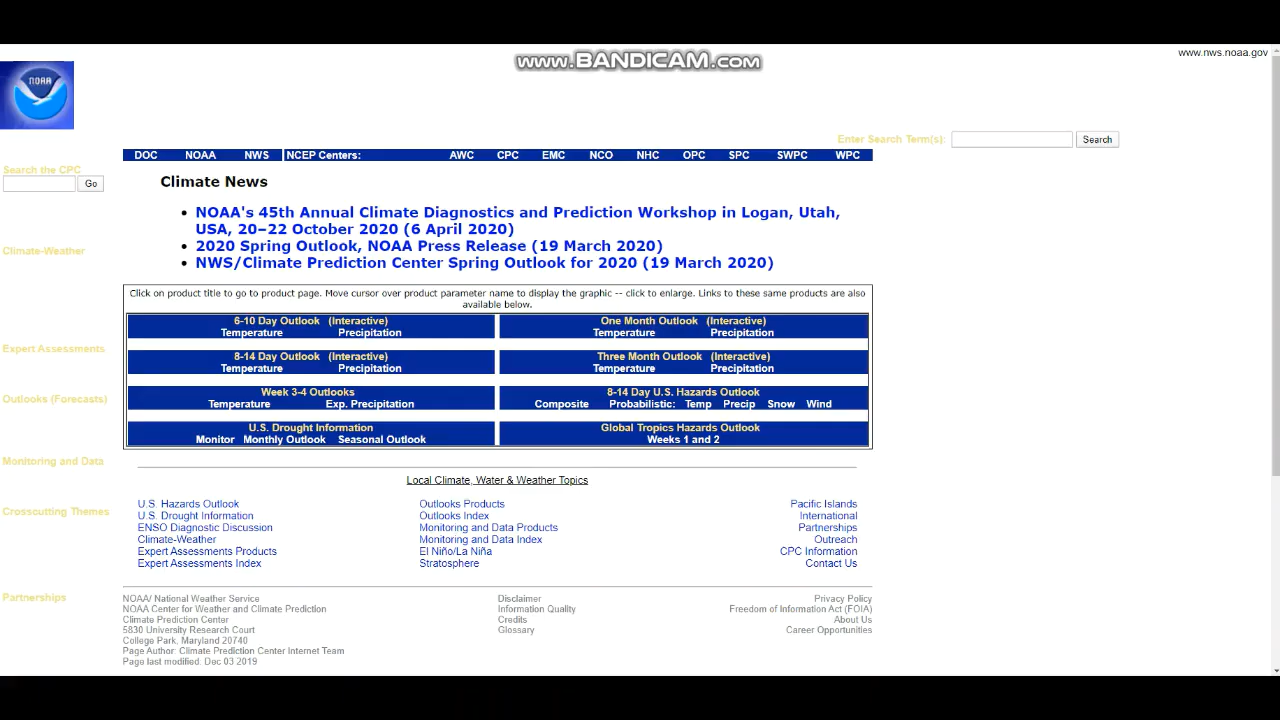 www.BANDICAM.com
www.nws.noaa.gov
NOAA
Enter Search Term(s):
Search
DOC NOAA NWS NCEP Centers: AWC CPC EMC NCO NHC OPC SPC SWPC WPC
Search the CPC
Go
Climate-Weather
Expert Assessments
Outlooks (Forecasts)
Monitoring and Data
Crosscutting Themes
Partnerships
Climate News
• NOAA's 45th Annual Climate Diagnostics and Prediction Workshop in Logan, Utah,
USA, 20–22 October 2020 (6 April 2020)
• 2020 Spring Outlook, NOAA Press Release (19 March 2020)
• NWS/Climate Prediction Center Spring Outlook for 2020 (19 March 2020)
Click on product title to go to product page. Move cursor over product parameter name to display the graphic -- click to enlarge. Links to these same products are also
available below.
6-10 Day Outlook (Interactive)
Temperature Precipitation
One Month Outlook (Interactive)
Temperature Precipitation
8-14 Day Outlook (Interactive)
Temperature Precipitation
Three Month Outlook (Interactive)
Temperature Precipitation
Week 3-4 Outlooks
Temperature Exp. Precipitation
8-14 Day U.S. Hazards Outlook
Composite Probabilistic: Temp Precip Snow Wind
U.S. Drought Information
Monitor Monthly Outlook Seasonal Outlook
Global Tropics Hazards Outlook
Weeks 1 and 2
Local Climate, Water & Weather Topics
U.S. Hazards Outlook
U.S. Drought Information
ENSO Diagnostic Discussion
Climate-Weather
Expert Assessments Products
Expert Assessments Index
Outlooks Products
Outlooks Index
Monitoring and Data Products
Monitoring and Data Index
El Niño/La Niña
Stratosphere
Pacific Islands
International
Partnerships
Outreach
CPC Information
Contact Us
NOAA/ National Weather Service
NOAA Center for Weather and Climate Prediction
Climate Prediction Center
5830 University Research Court
College Park, Maryland 20740
Page Author: Climate Prediction Center Internet Team
Page last modified: Dec 03 2019
Disclaimer
Information Quality
Credits
Glossary
Privacy Policy
Freedom of Information Act (FOIA)
About Us
Career Opportunities